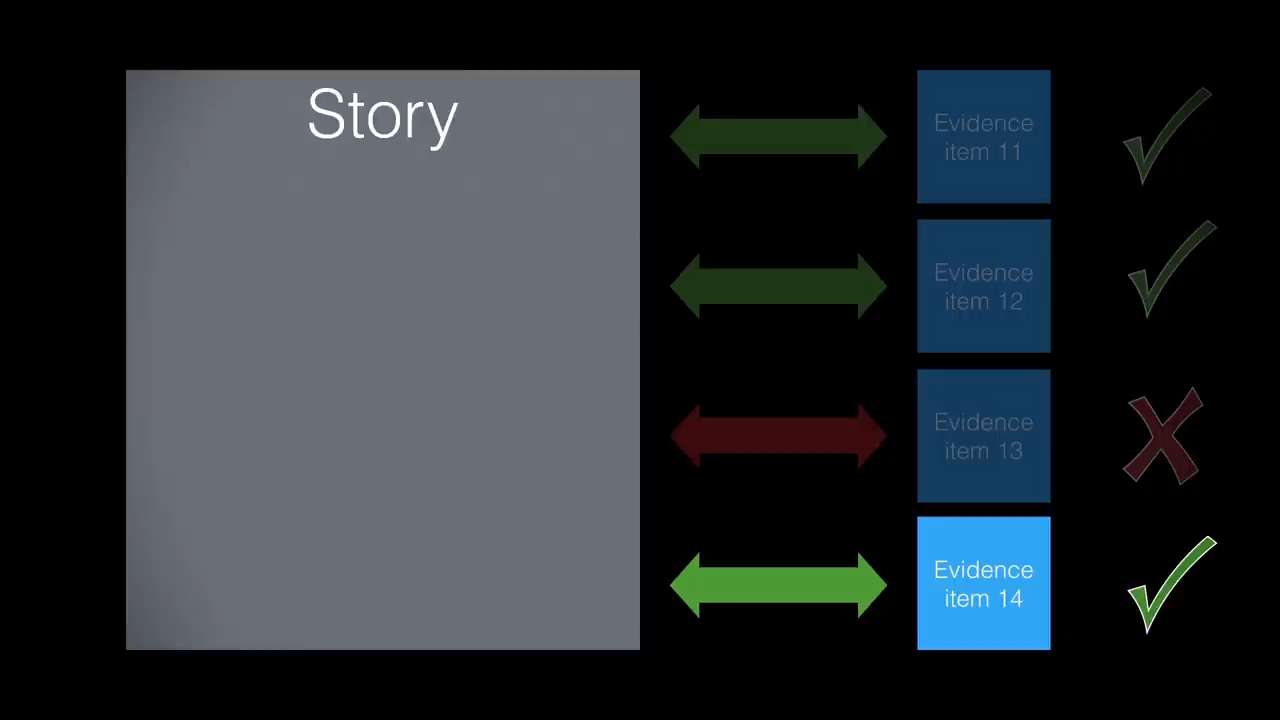 Story
Evidence
item 11
Evidence
item 12
Evidence
item 13
Evidence
item 14